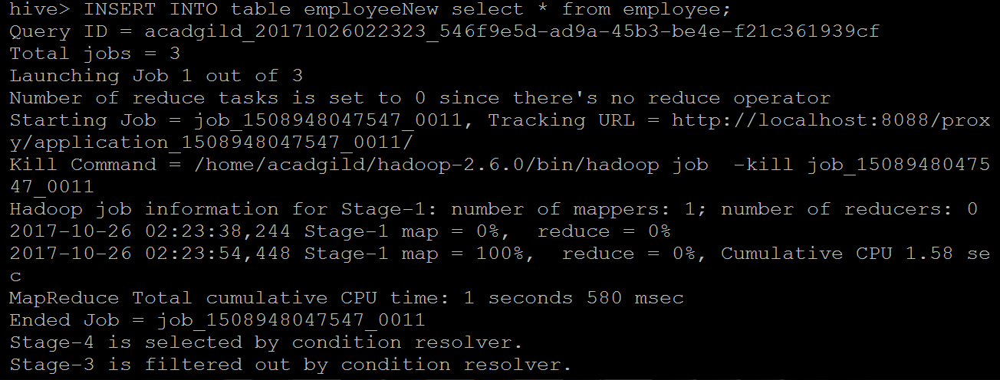 hive> INSERT INTO table employeeNew select * from employee;
Query ID = acadgild_20171026022323_546f9e5d-ad9a-45b3-be4e-f21c361939cf
Total jobs = 3
Launching Job 1 out of 3
Number of reduce tasks is set to 0 since there's no reduce operator
Starting Job = job_1508948047547_0011, Tracking URL = http://localhost:8088/prox
y/application_1508948047547_0011/
Kill Command = /home/acadgild/hadoop-2.6.0/bin/hadoop job  -kill job_15089480475
47_0011
Hadoop job information for Stage-1: number of mappers: 1; number of reducers: 0
2017-10-26 02:23:38,244 Stage-1 map = 0%,  reduce = 0%
2017-10-26 02:23:54,448 Stage-1 map = 100%,  reduce = 0%, Cumulative CPU 1.58 se
c
MapReduce Total cumulative CPU time: 1 seconds 580 msec
Ended Job = job_1508948047547_0011
Stage-4 is selected by condition resolver.
Stage-3 is filtered out by condition resolver.